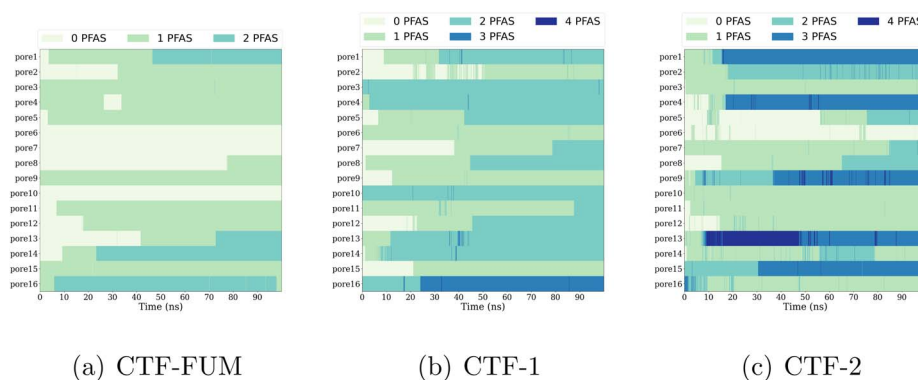 0 PFAS 1 PFAS 2 PFAS
pore1
pore2
pore3
pore4
pore5
pore6
pore7
pore8
pore9
pore10
pore11
pore12
pore13
pore14
pore15
pore16
0 10 20 30 40 50 60 70 80 90
Time (ns)
(a) CTF-FUM
0 PFAS 2 PFAS 4 PFAS
1 PFAS 3 PFAS
pore1
pore2
pore3
pore4
pore5
pore6
pore7
pore8
pore9
pore10
pore11
pore12
pore13
pore14
pore15
pore16
0 10 20 30 40 50 60 70 80 90
Time (ns)
(b) CTF-1
0 PFAS 2 PFAS 4 PFAS
1 PFAS 3 PFAS
pore1
pore2
pore3
pore4
pore5
pore6
pore7
pore8
pore9
pore10
pore11
pore12
pore13
pore14
pore15
pore16
0 10 20 30 40 50 60 70 80 90
Time (ns)
(c) CTF-2